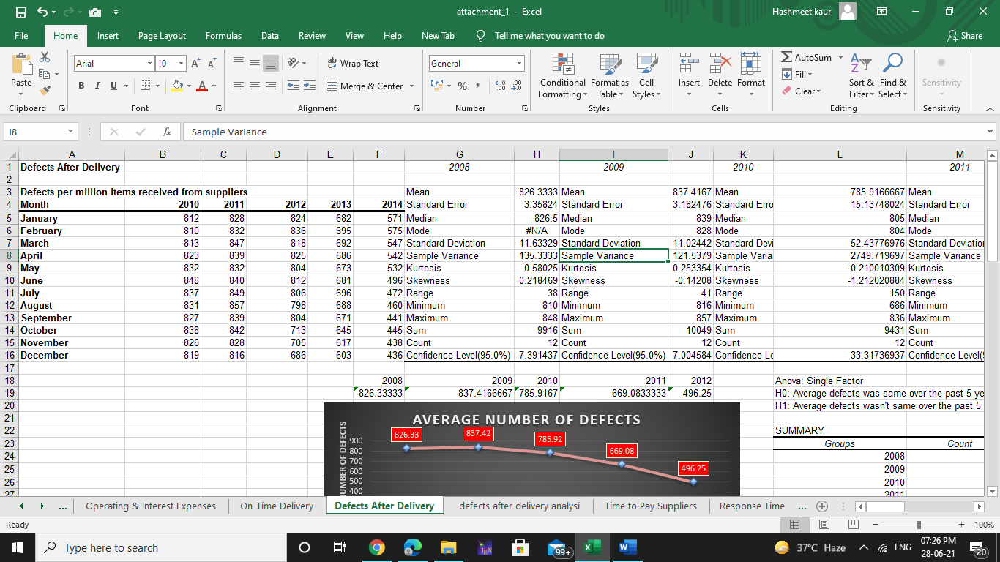 attachment_1 - Excel
Hashmeet kaur
File Home Insert Page Layout Formulas Data Review View Help New Tab Tell me what you want to do Share
Arial 10 General
Paste
ab Wrap Text
Merge & Center
Conditional Formatting Format as Table Cell Styles
Insert Delete Format
AutoSum
Fill
Clear
Sort & Filter Find & Select
Sensitivity
Clipboard Font Alignment Number Styles Cells Editing Sensitivity
I8 fx Sample Variance
A B C D E F G H I J K L M
1 Defects After Delivery 2008 2009 2010 2011
2
3 Defects per million items received from suppliers Mean 826.3333 Mean 837.4167 Mean 785.9166667 Mean
4 Month 2010 2011 2012 2013 2014 Standard Error 3.35824 Standard Error 3.182476 Standard Erro 15.13748024 Standard Error
5 January 812 828 824 682 571 Median 826.5 Median 839 Median 805 Median
6 February 810 832 836 695 575 Mode #N/A Mode 828 Mode 804 Mode
7 March 813 847 818 692 547 Standard Deviation 11.63329 Standard Deviation 11.02442 Standard Devi 52.43776976 Standard Deviation
8 April 823 839 825 686 542 Sample Variance 135.3333 Sample Variance 121.5379 Sample Varia 2749.719697 Sample Variance
9 May 832 832 804 673 532 Kurtosis -0.58025 Kurtosis 0.253354 Kurtosis -0.210010309 Kurtosis
10 June 848 840 812 681 496 Skewness 0.218469 Skewness -0.14208 Skewness -1.212020884 Skewness
11 July 837 849 806 696 472 Range 38 Range 41 Range 150 Range
12 August 831 857 798 688 460 Minimum 810 Minimum 816 Minimum 686 Minimum
13 September 827 839 804 671 441 Maximum 848 Maximum 857 Maximum 836 Maximum
14 October 838 842 713 645 445 Sum 9916 Sum 10049 Sum 9431 Sum
15 November 826 828 705 617 438 Count 12 Count 12 Count 12 Count
16 December 819 816 686 603 436 Confidence Level(95.0%) 7.391437 Confidence Level(95.0%) 7.004584 Confidence Le 33.31736937 Confidence Level(
17
18 2008 2009 2010 2011 2012 Anova: Single Factor
19 826.33333 837.4166667 785.9167 669.0833333 496.25 H0: Average defects was same over the past 5 ye
20 H1: Average defects wasn't same over the past 5
21
22 SUMMARY
23 Groups Count
24 2008
25 2009
26 2010
27 2011
AVERAGE NUMBER OF DEFECTS
826.33 837.42 785.92 669.08 496.25
NUMBER OF DEFECTS
900
800
700
600
500
400
... Operating & Interest Expenses On-Time Delivery Defects After Delivery defects after delivery analysi Time to Pay Suppliers Response Time ...
Ready 100%
Type here to search
99+
37°C Haze ENG 07:26 PM
28-06-21
20